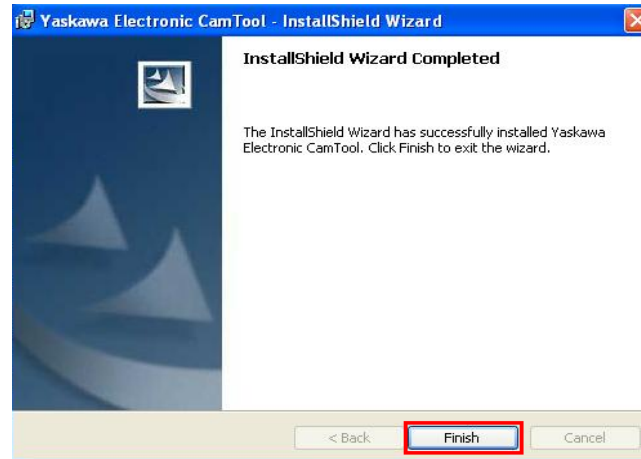 Yaskawa Electronic CamTool - InstallShield Wizard
InstallShield Wizard Completed
The InstallShield Wizard has successfully installed Yaskawa
Electronic CamTool. Click Finish to exit the wizard.
< Back
Finish
Cancel